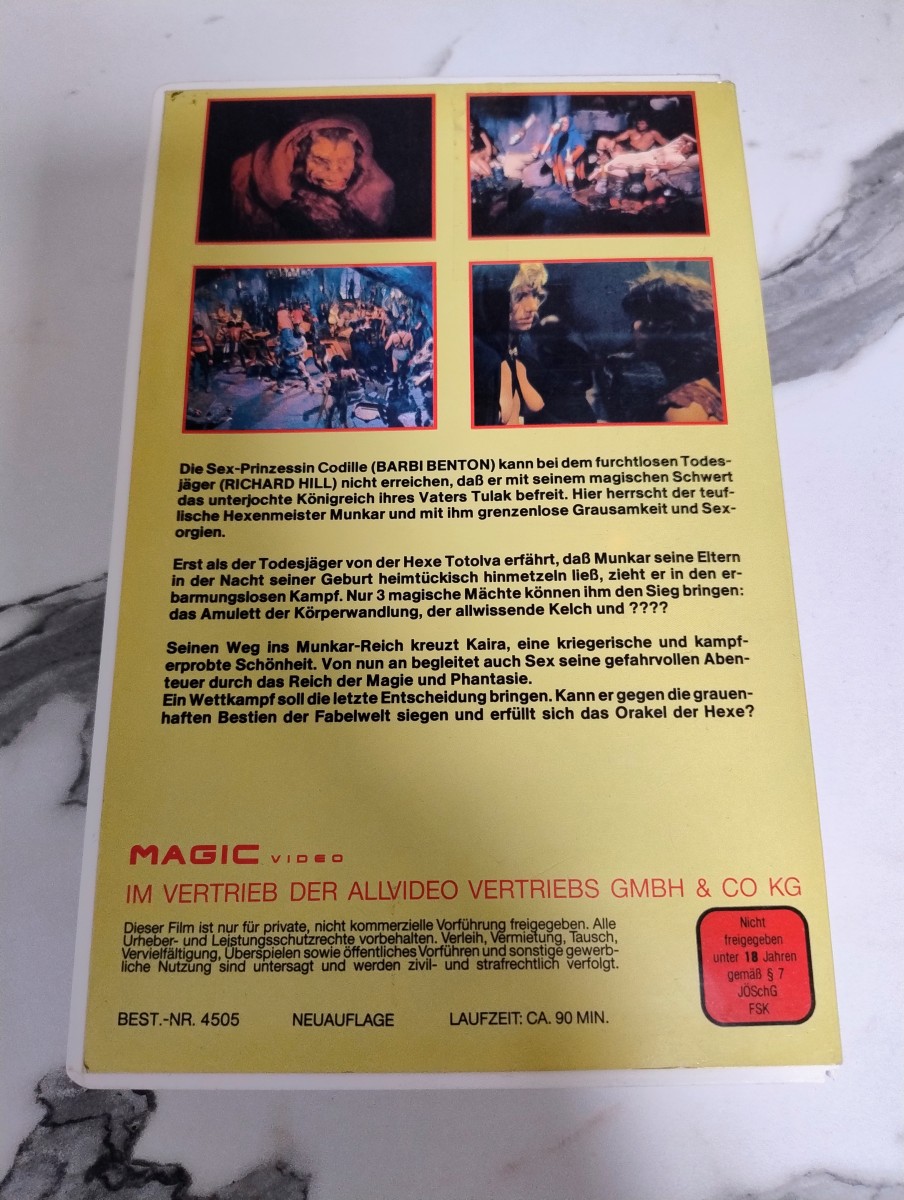 Die Sex-Prinzessin Codille (BARBI BENTON) kann bei dem furchtlosen Todes-
jäger (RICHARD HILL) nicht erreichen, daß er mit seinem magischen Schwert
das unterjochte Königreich ihres Vaters Tulak befreit. Hier herrscht der teuf-
lische Hexenmeister Munkar und mit ihm grenzenlose Grausamkeit und Sex-
orgien.
Erst als der Todesjäger von der Hexe Totolva erfährt, daß Munkar seine Eltern
in der Nacht seiner Geburt heimtückisch hinmetzeln ließ, zieht er in den er-
barmungslosen Kampf. Nur 3 magische Mächte können ihm den Sieg bringen:
das Amulett der Körperwandlung, der allwissende Kelch und ????
Seinen Weg ins Munkar-Reich kreuzt Kaira, eine kriegerische und kampf-
erprobte Schönheit. Von nun an begleitet auch Sex seine gefahrvollen Aben-
teuer durch das Reich der Magie und Phantasie.
Ein Wettkampf soll die letzte Entscheidung bringen. Kann er gegen die grauen-
haften Bestien der Fabelwelt siegen und erfüllt sich das Orakel der Hexe?
MAGIC VIDEO
IM VERTRIEB DER ALLVIDEO VERTRIEBS GMBH & CO KG
Dieser Film ist nur für private, nicht kommerzielle Vorführung freigegeben. Alle
Urheber- und Leistungsschutzrechte vorbehalten. Verleih, Vermietung, Tausch,
Vervielfältigung, Überspielen sowie öffentliches Vorführen und sonstige gewerb-
liche Nutzung sind untersagt und werden zivil- und strafrechtlich verfolgt.
Nicht
freigegeben
unter 18 Jahren
gemäß § 7
JÖSchG
FSK
BEST.-NR. 4505 NEUAUFLAGE LAUFZEIT: CA. 90 MIN.